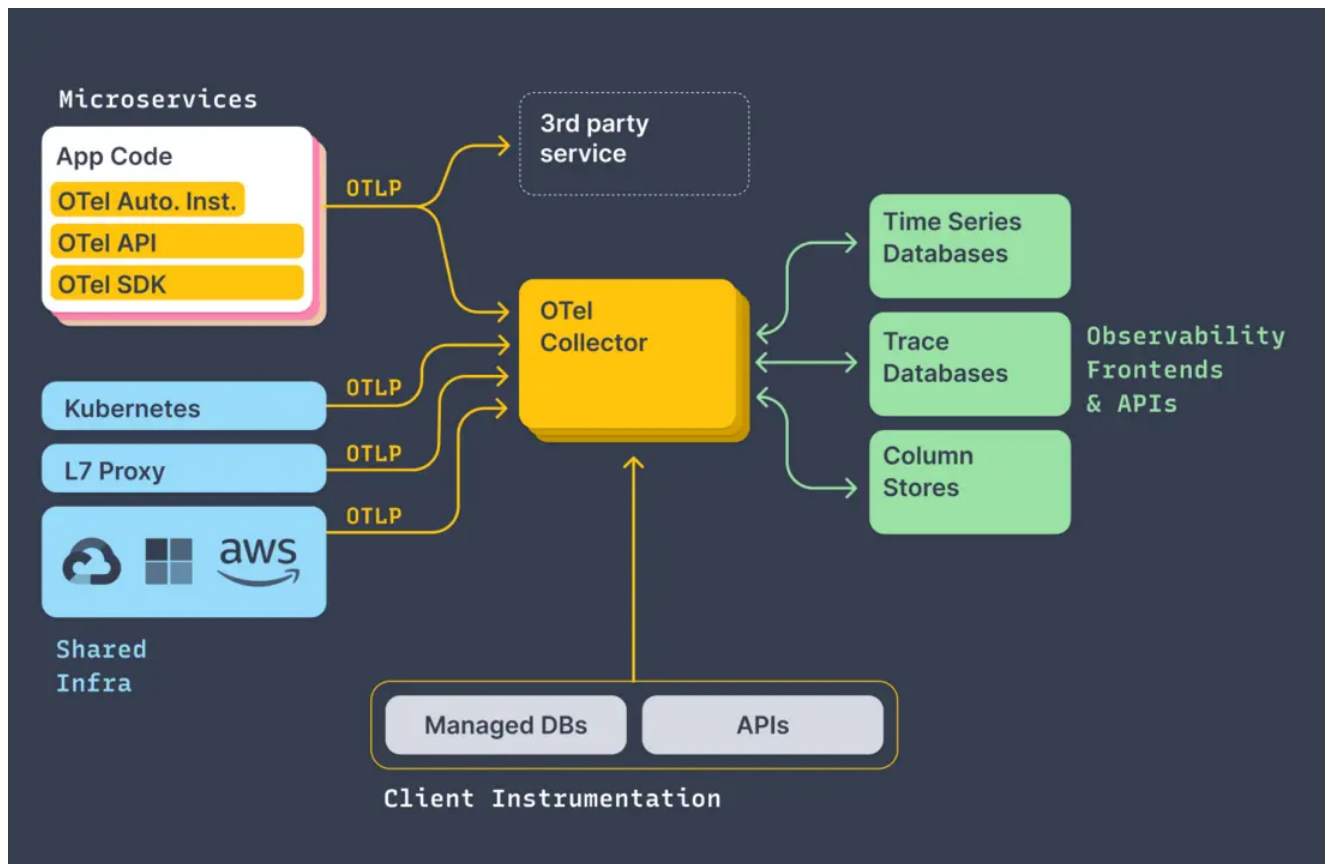 Microservices
App Code
OTel Auto. Inst.
OTel API
OTel SDK
OTLP
3rd party
service
Kubernetes
OTLP
L7 Proxy
OTLP
aws
OTLP
Shared
Infra
OTel
Collector
Time Series
Databases
Trace
Databases
Column
Stores
Observability
Frontends
& APIs
Managed DBs
APIs
Client Instrumentation